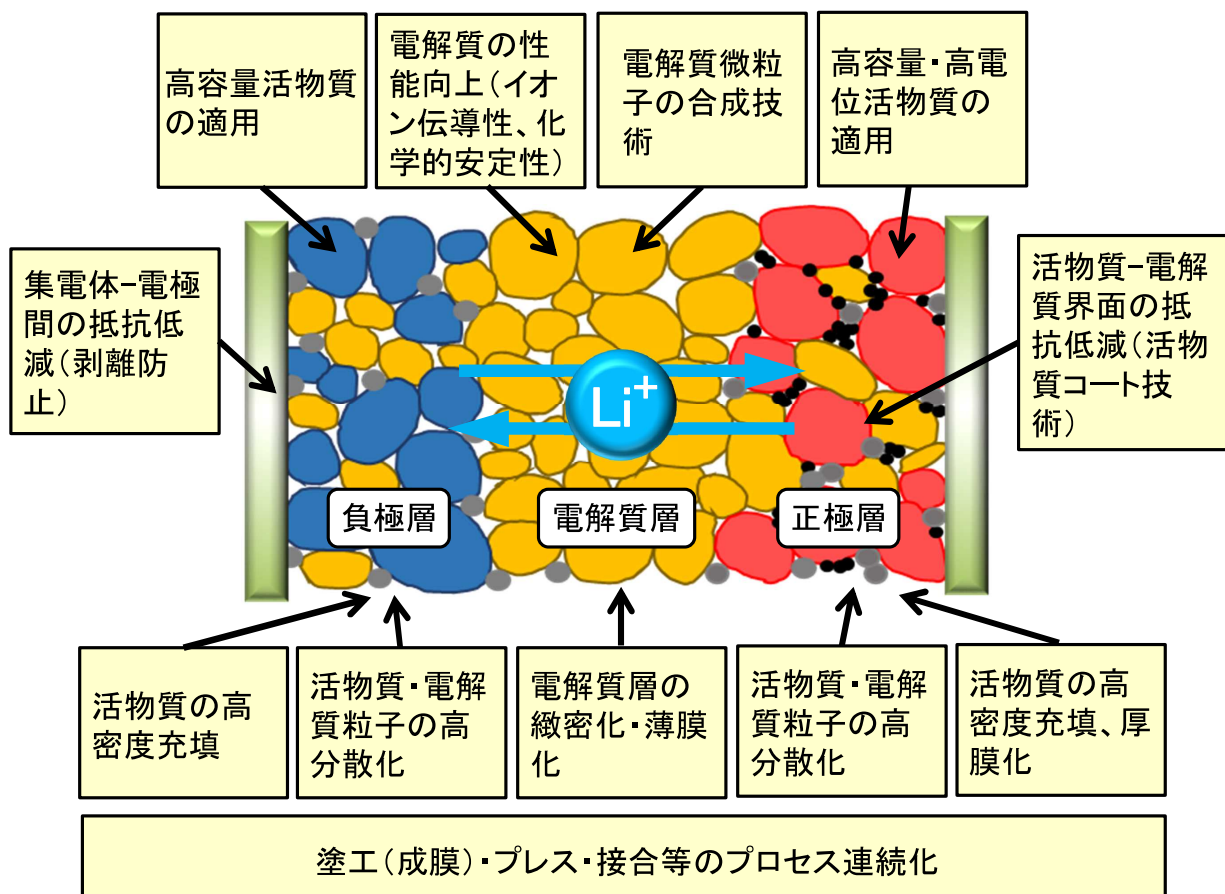 高容量活物質
の適用
電解質の性
能向上(イオ
ン伝導性、化
学的安定性)
電解質微粒
子の合成技
術
高容量・高電
位活物質の
適用
集電体−電極
間の抵抗低
減(剥離防
止)
活物質−電解
質界面の抵
抗低減(活物
質コート技
術)
Li⁺
負極層
電解質層
正極層
活物質の高
密度充填
活物質・電解
質粒子の高
分散化
電解質層の
緻密化・薄膜
化
活物質・電解
質粒子の高
分散化
活物質の高
密度充填、厚
膜化
塗工(成膜)・プレス・接合等のプロセス連続化